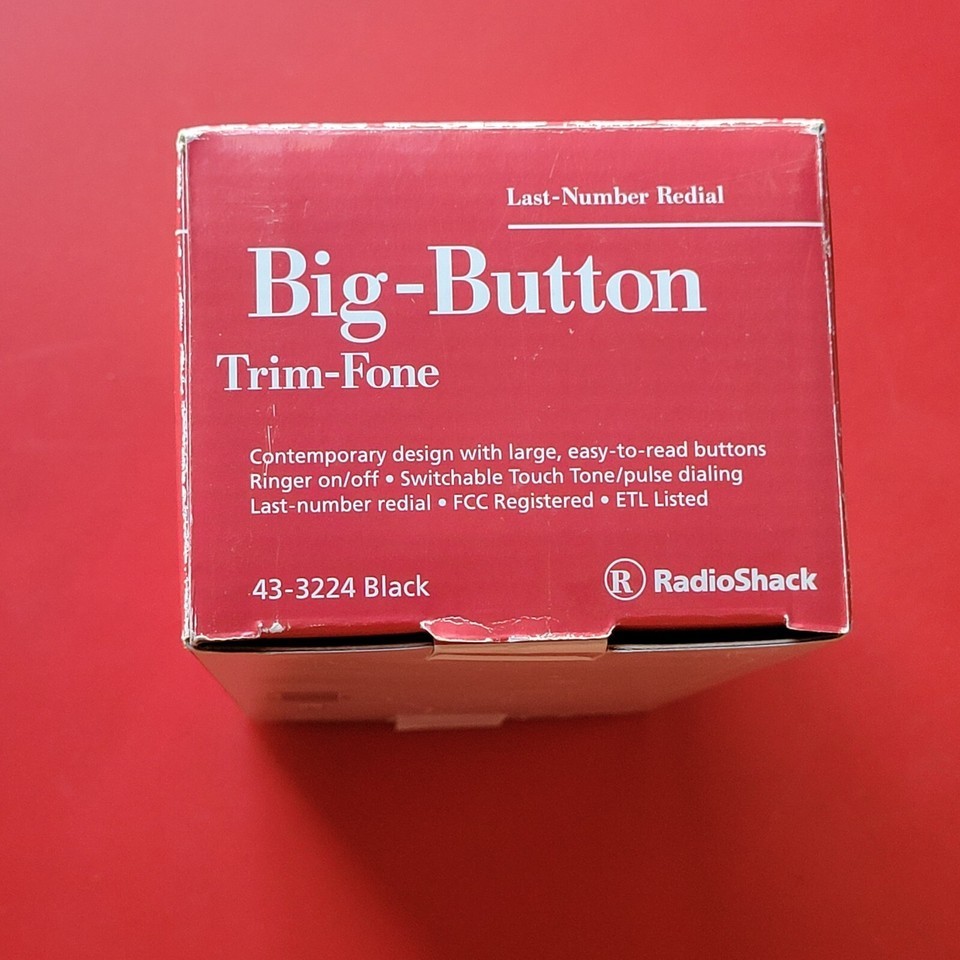 Last-Number Redial
Big-Button
Trim-Fone
Contemporary design with large, easy-to-read buttons
Ringer on/off • Switchable Touch Tone/pulse dialing
Last-number redial • FCC Registered • ETL Listed
43-3224 Black
R RadioShack